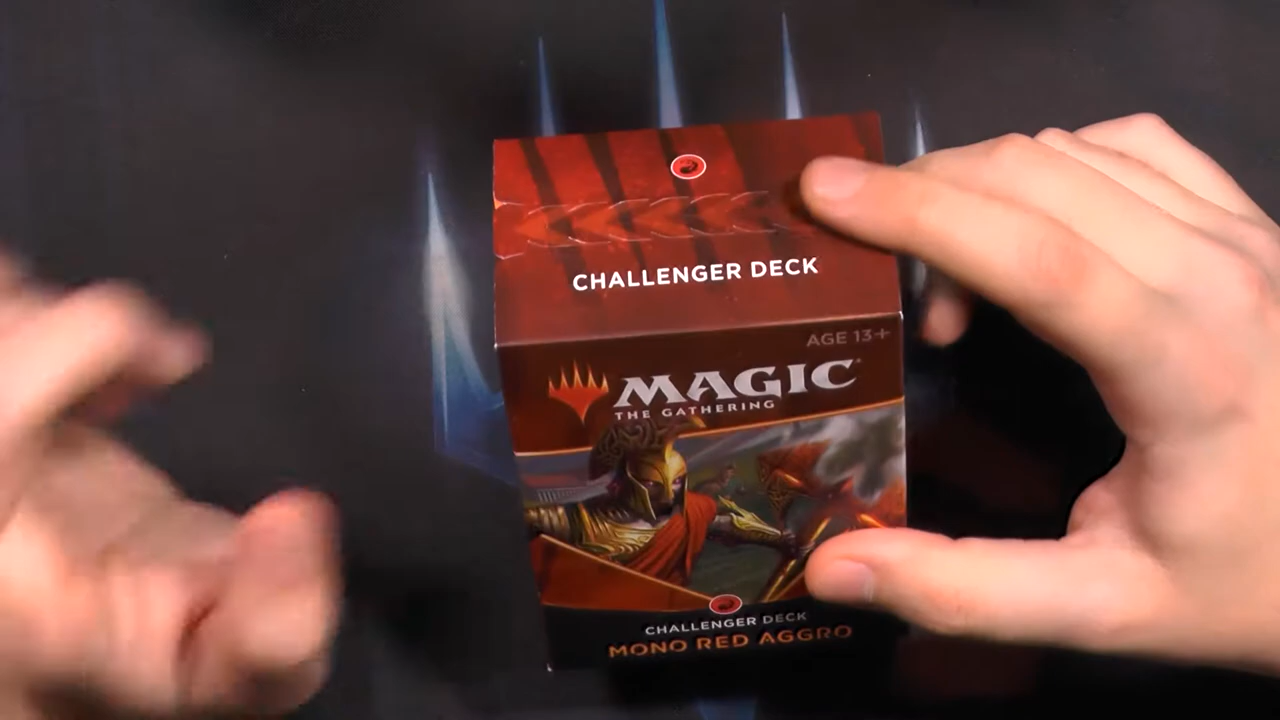 CHALLENGER DECK
AGE 13+
MAGIC
THE GATHERING
CHALLENGER DECK
MONO RED AGGRO